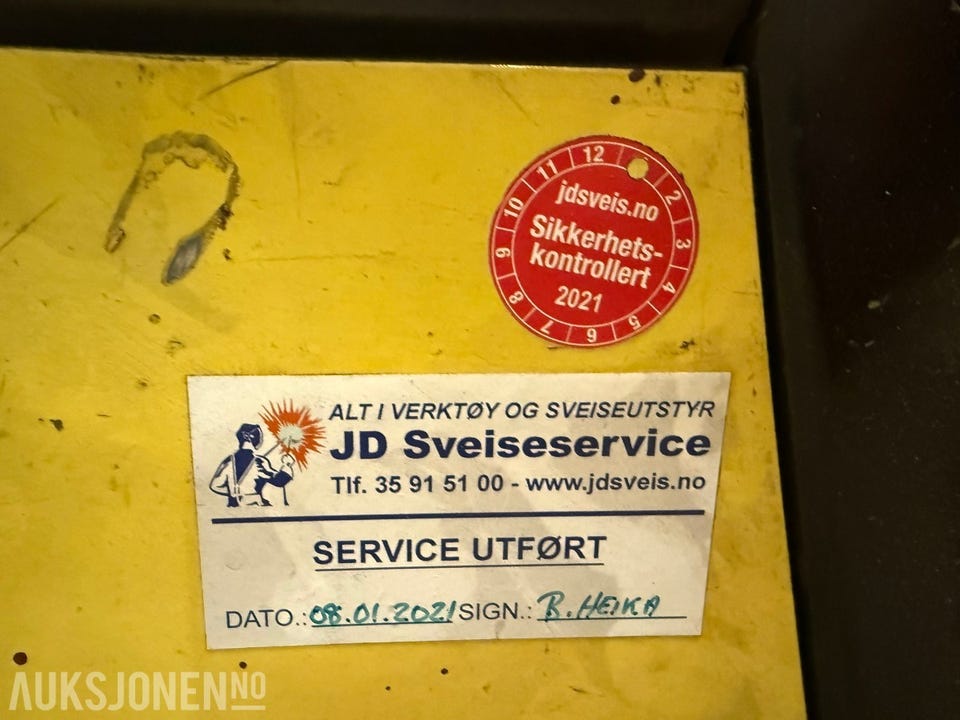 12
2
3
4
5
6
7
8
9
10
11
jdsveis.no
Sikkerhets-
kontrollert
2021
ALT I VERKTØY OG SVEISEUTSTYR
JD Sveiseservice
Tlf. 35 91 51 00 - www.jdsveis.no
SERVICE UTFØRT
DATO.: 08.01.2021 SIGN.: R. HEIKA
AUKSJONEN NO